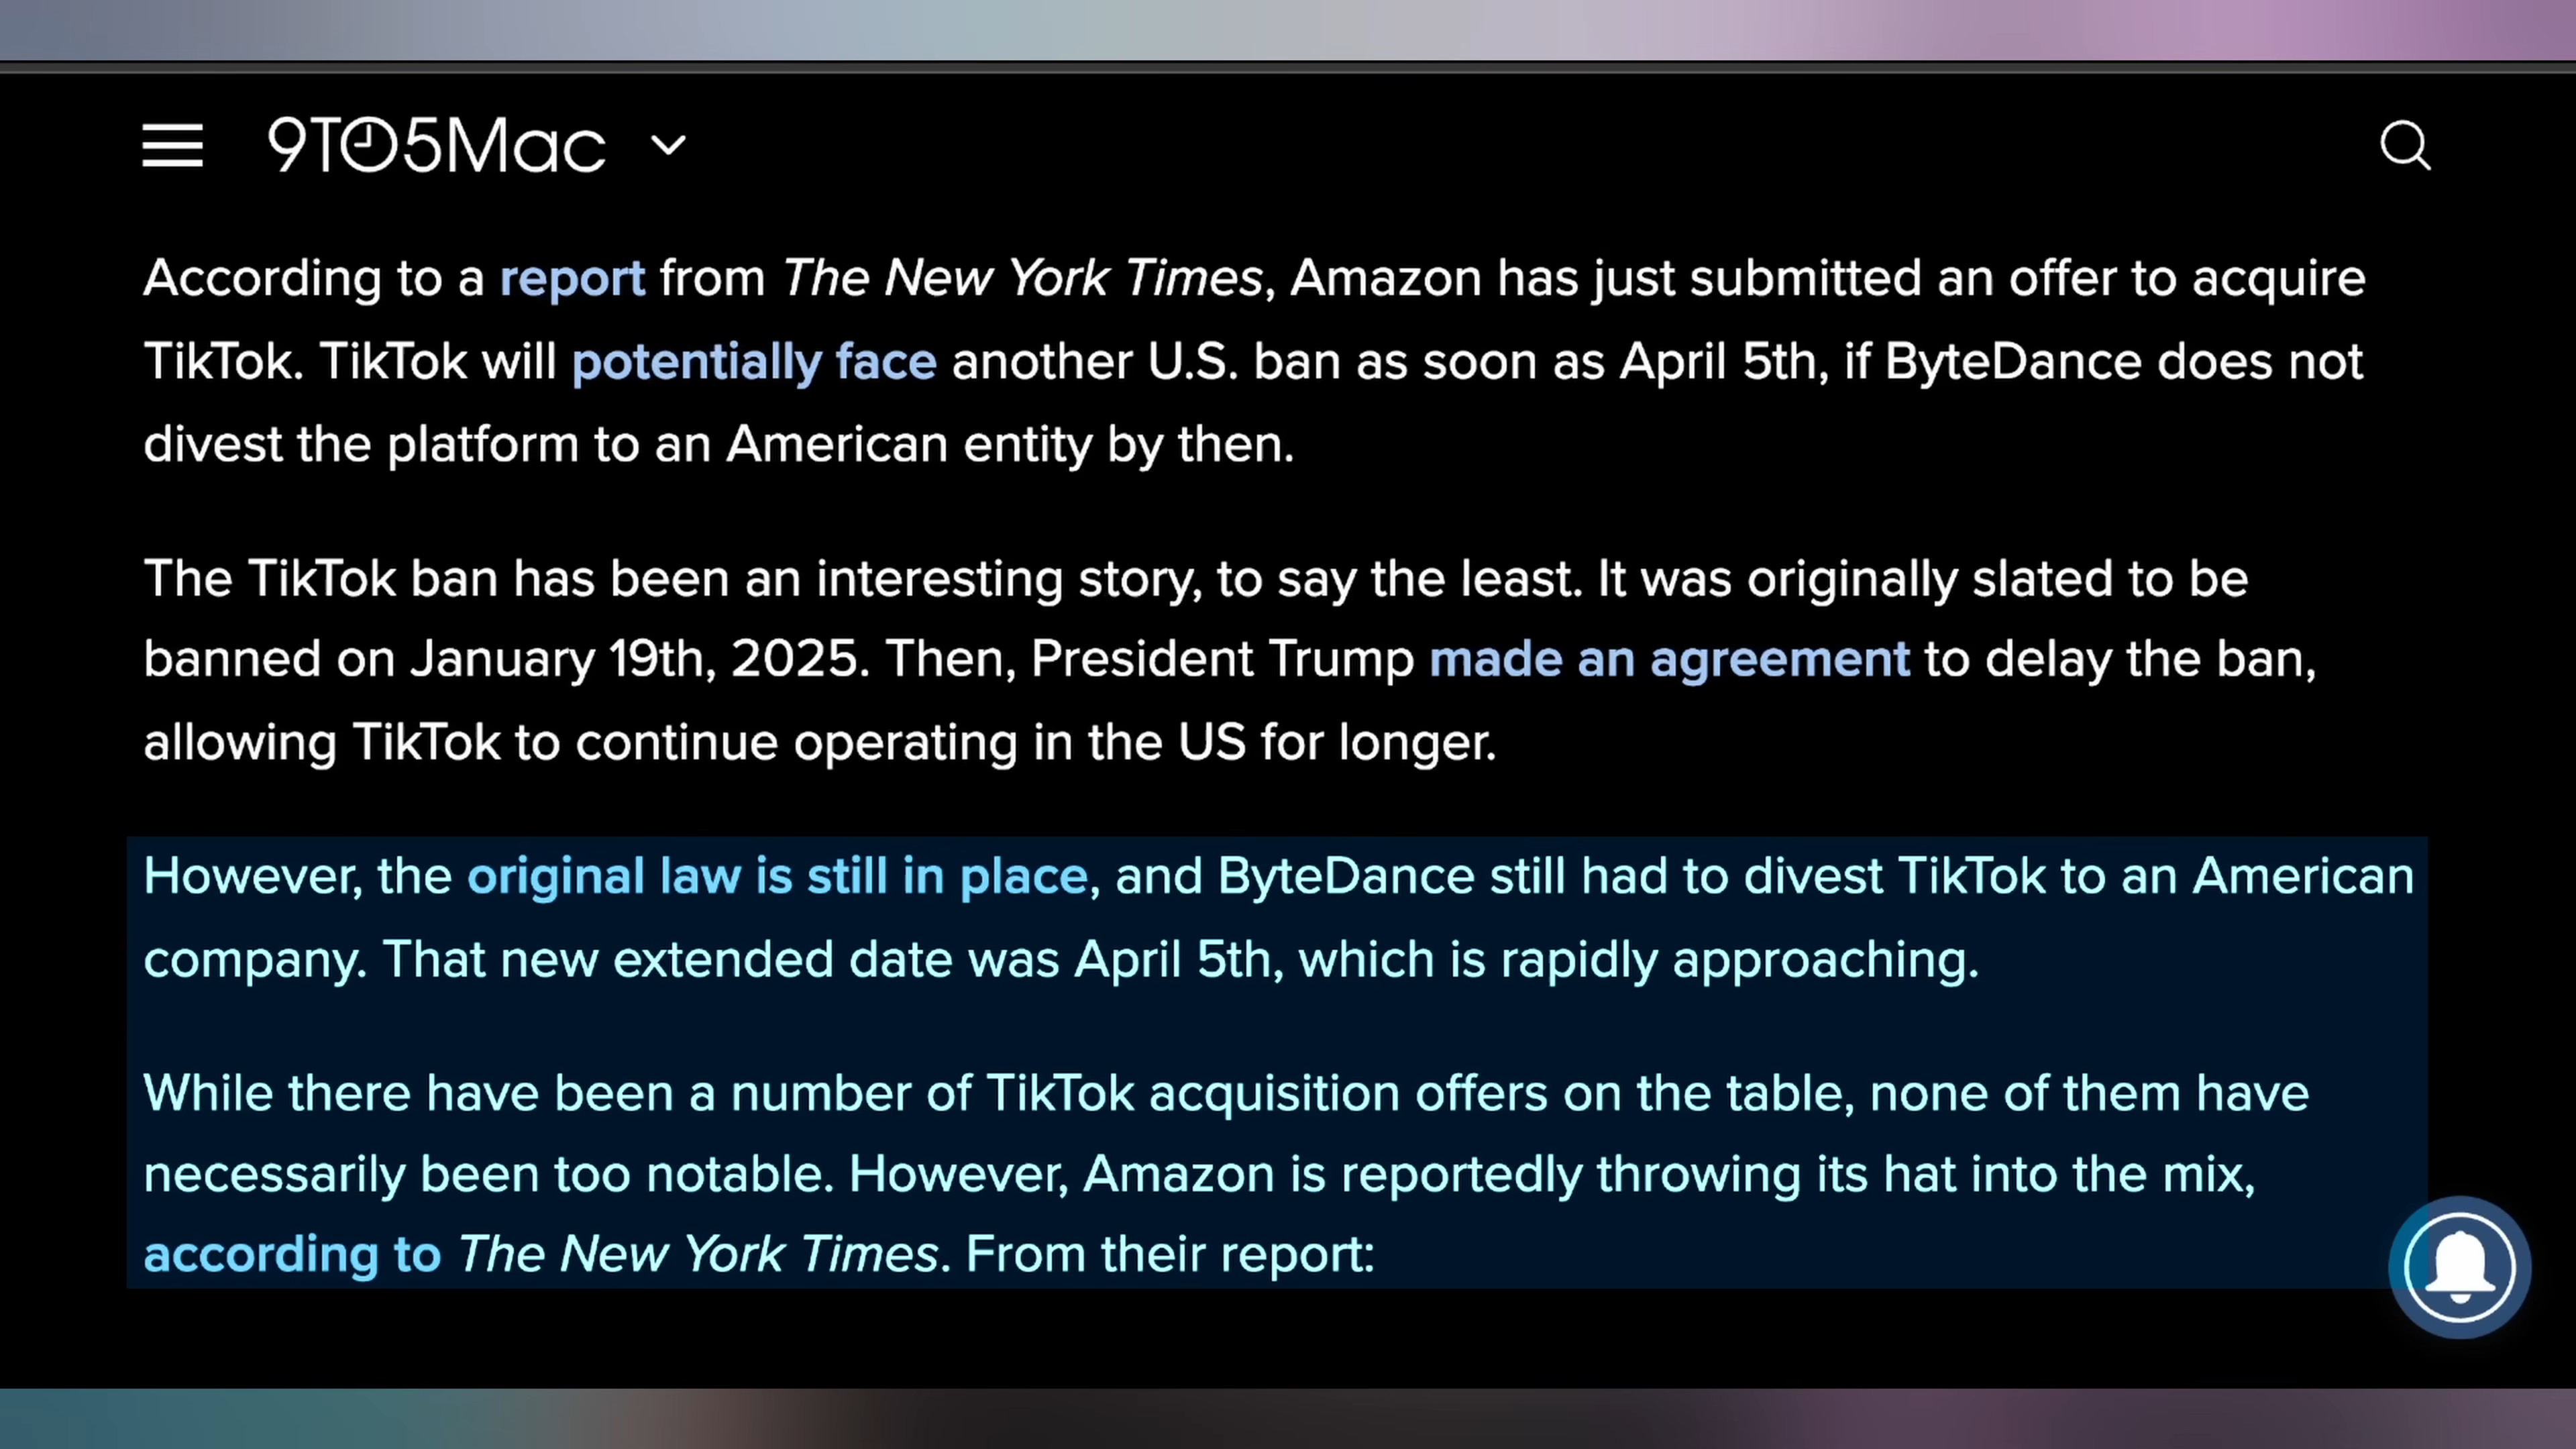 9TO5Mac
According to a report from The New York Times, Amazon has just submitted an offer to acquire
TikTok. TikTok will potentially face another U.S. ban as soon as April 5th, if ByteDance does not
divest the platform to an American entity by then.
The TikTok ban has been an interesting story, to say the least. It was originally slated to be
banned on January 19th, 2025. Then, President Trump made an agreement to delay the ban,
allowing TikTok to continue operating in the US for longer.
However, the original law is still in place, and ByteDance still had to divest TikTok to an American
company. That new extended date was April 5th, which is rapidly approaching.
While there have been a number of TikTok acquisition offers on the table, none of them have
necessarily been too notable. However, Amazon is reportedly throwing its hat into the mix,
according to The New York Times. From their report: